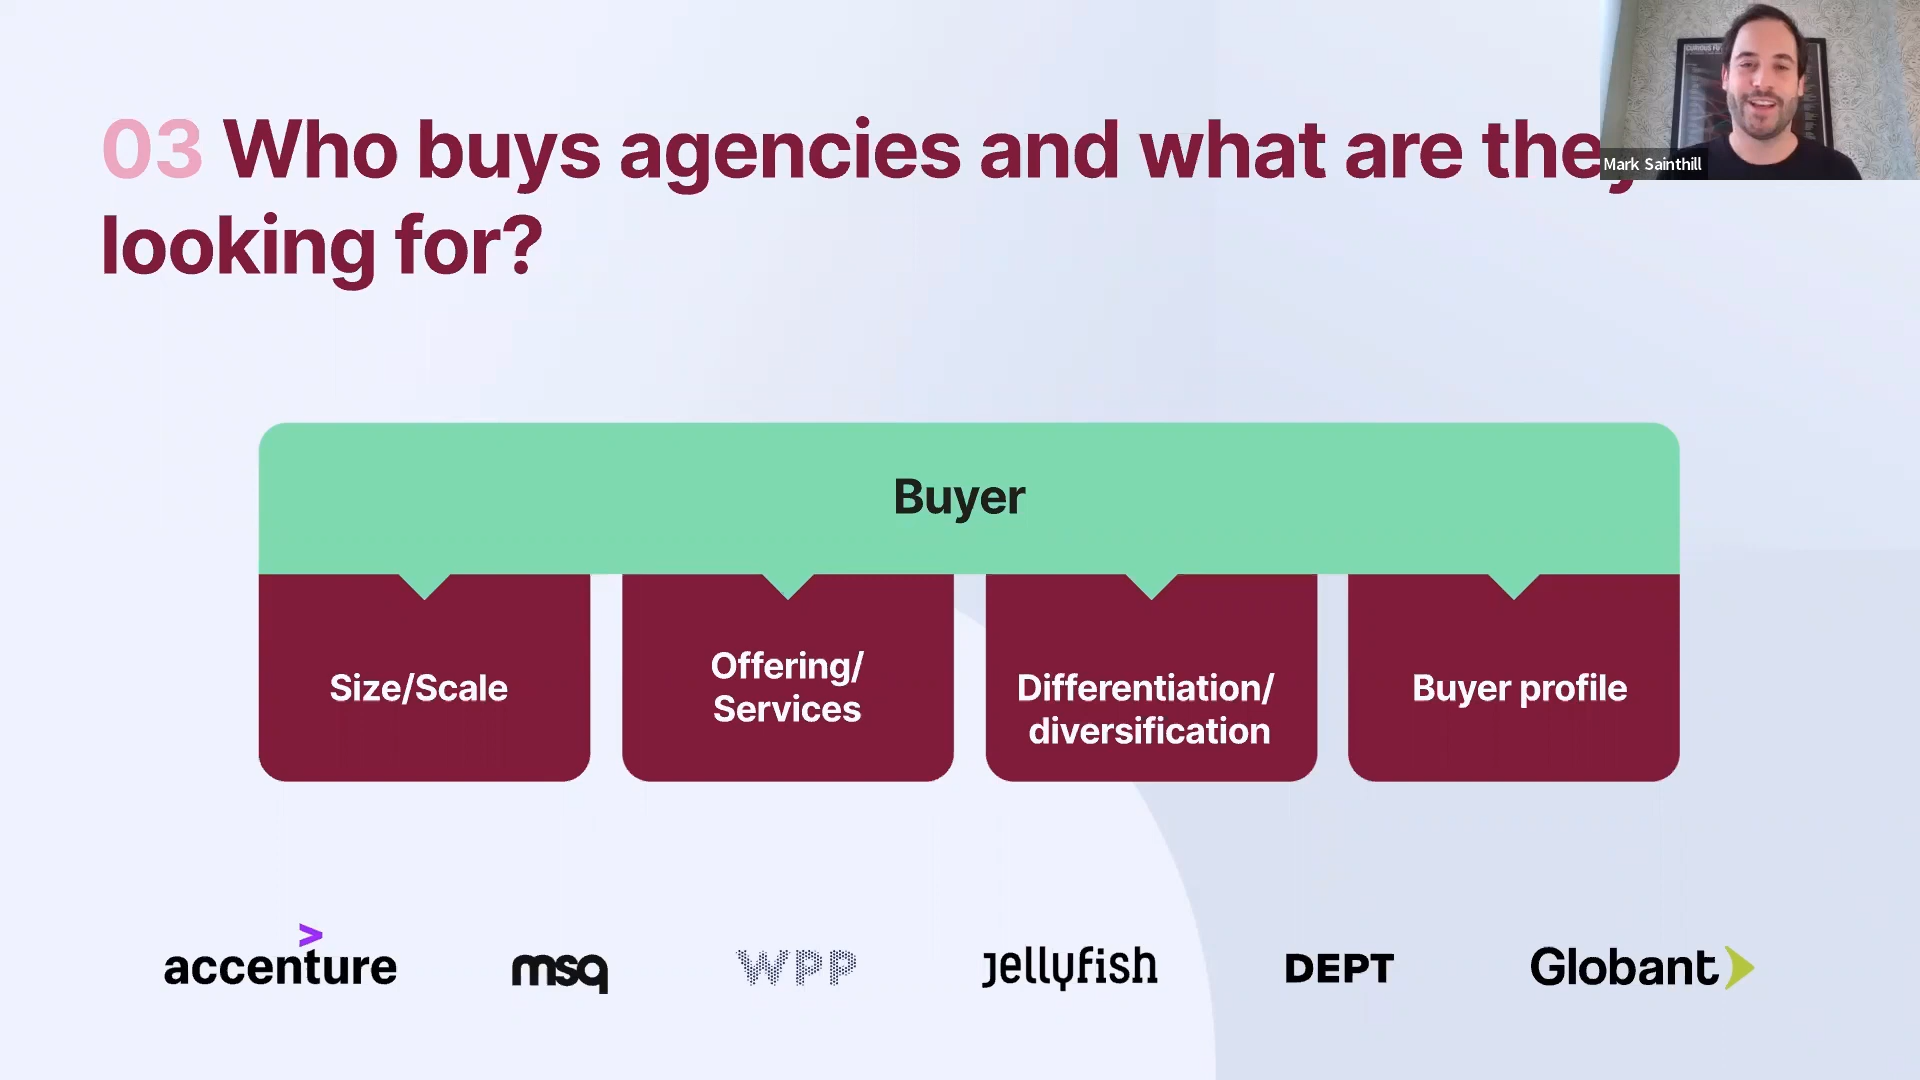 03 Who buys agencies and what are they
looking for?
Mark Sainthill
Buyer
Size/Scale
Offering/
Services
Differentiation/
diversification
Buyer profile
accenture
msq
WPP
jellyfish
DEPT
Globant